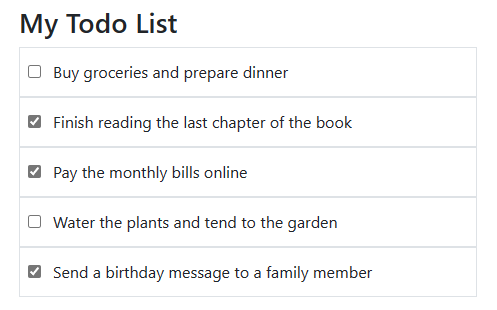 My Todo List
Buy groceries and prepare dinner
Finish reading the last chapter of the book
Pay the monthly bills online
Water the plants and tend to the garden
Send a birthday message to a family member